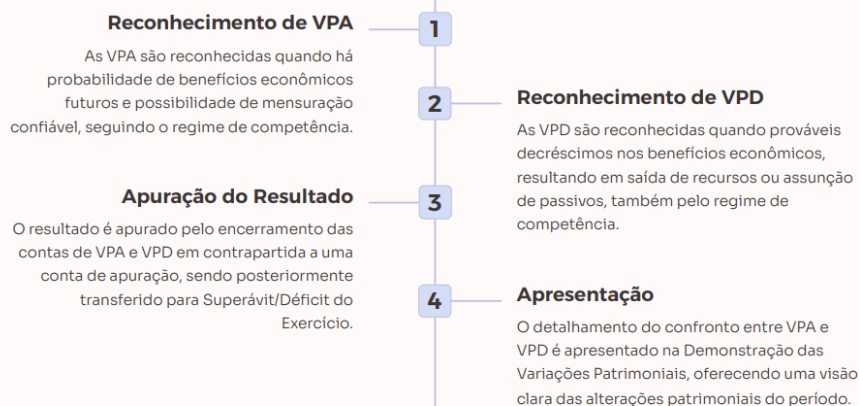 Reconhecimento de VPA
1
As VPA são reconhecidas quando há
probabilidade de benefícios econômicos
futuros e possibilidade de mensuração
confiável, seguindo o regime de competência.
2
Reconhecimento de VPD
As VPD são reconhecidas quando prováveis
decréscimos nos benefícios econômicos,
resultando em saída de recursos ou assunção
de passivos, também pelo regime de
competência.
Apuração do Resultado
3
O resultado é apurado pelo encerramento das
contas de VPA e VPD em contrapartida a uma
conta de apuração, sendo posteriormente
transferido para Superávit/Déficit do
Exercício.
4
Apresentação
O detalhamento do confronto entre VPA e
VPD é apresentado na Demonstração das
Variações Patrimoniais, oferecendo uma visão
clara das alterações patrimoniais do período.